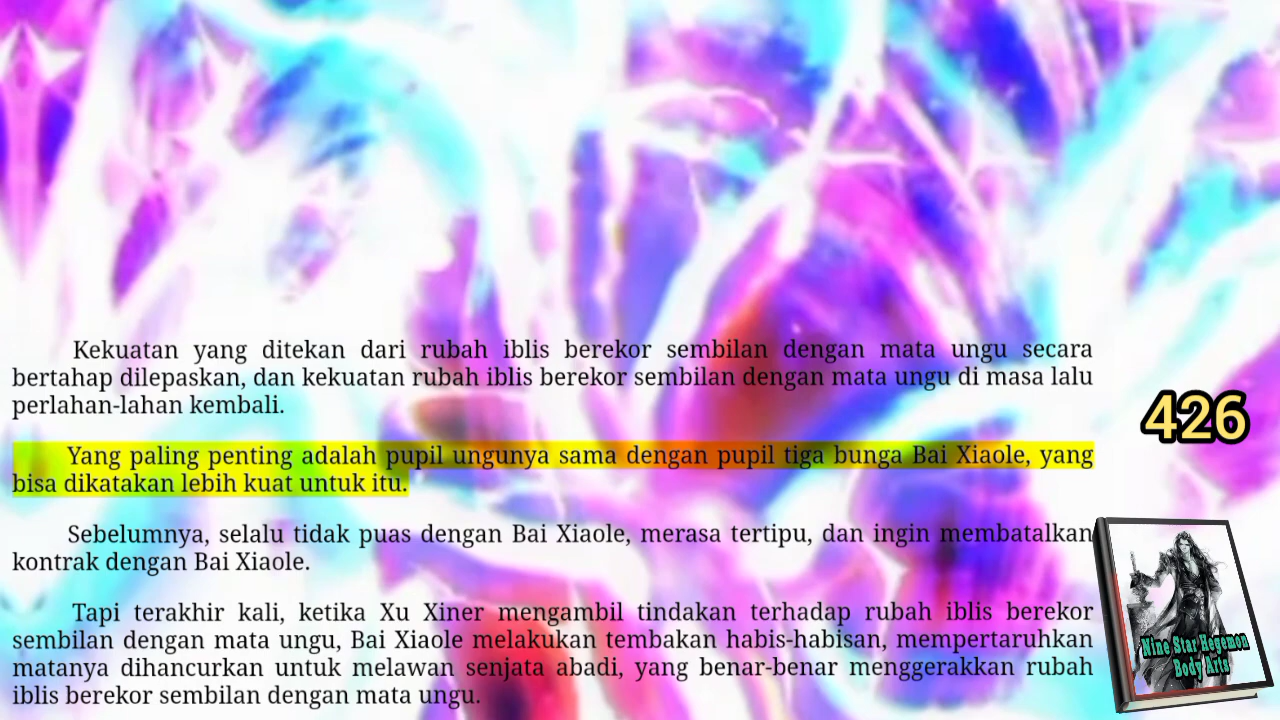 Kekuatan yang ditekan dari rubah iblis berekor sembilan dengan mata ungu secara
bertahap dilepaskan, dan kekuatan rubah iblis berekor sembilan dengan mata ungu di masa lalu
perlahan-lahan kembali.
Yang paling penting adalah pupil ungunya sama dengan pupil tiga bunga Bai Xiaole, yang
bisa dikatakan lebih kuat untuk itu.
Sebelumnya, selalu tidak puas dengan Bai Xiaole, merasa tertipu, dan ingin membatalkan
kontrak dengan Bai Xiaole.
Tapi terakhir kali, ketika Xu Xiner mengambil tindakan terhadap rubah iblis berekor
sembilan dengan mata ungu, Bai Xiaole melakukan tembakan habis-habisan, mempertaruhkan
matanya dihancurkan untuk melawan senjata abadi, yang benar-benar menggerakkan rubah
iblis berekor sembilan dengan mata ungu.
426
Nine Star Hegemon
Body Arts